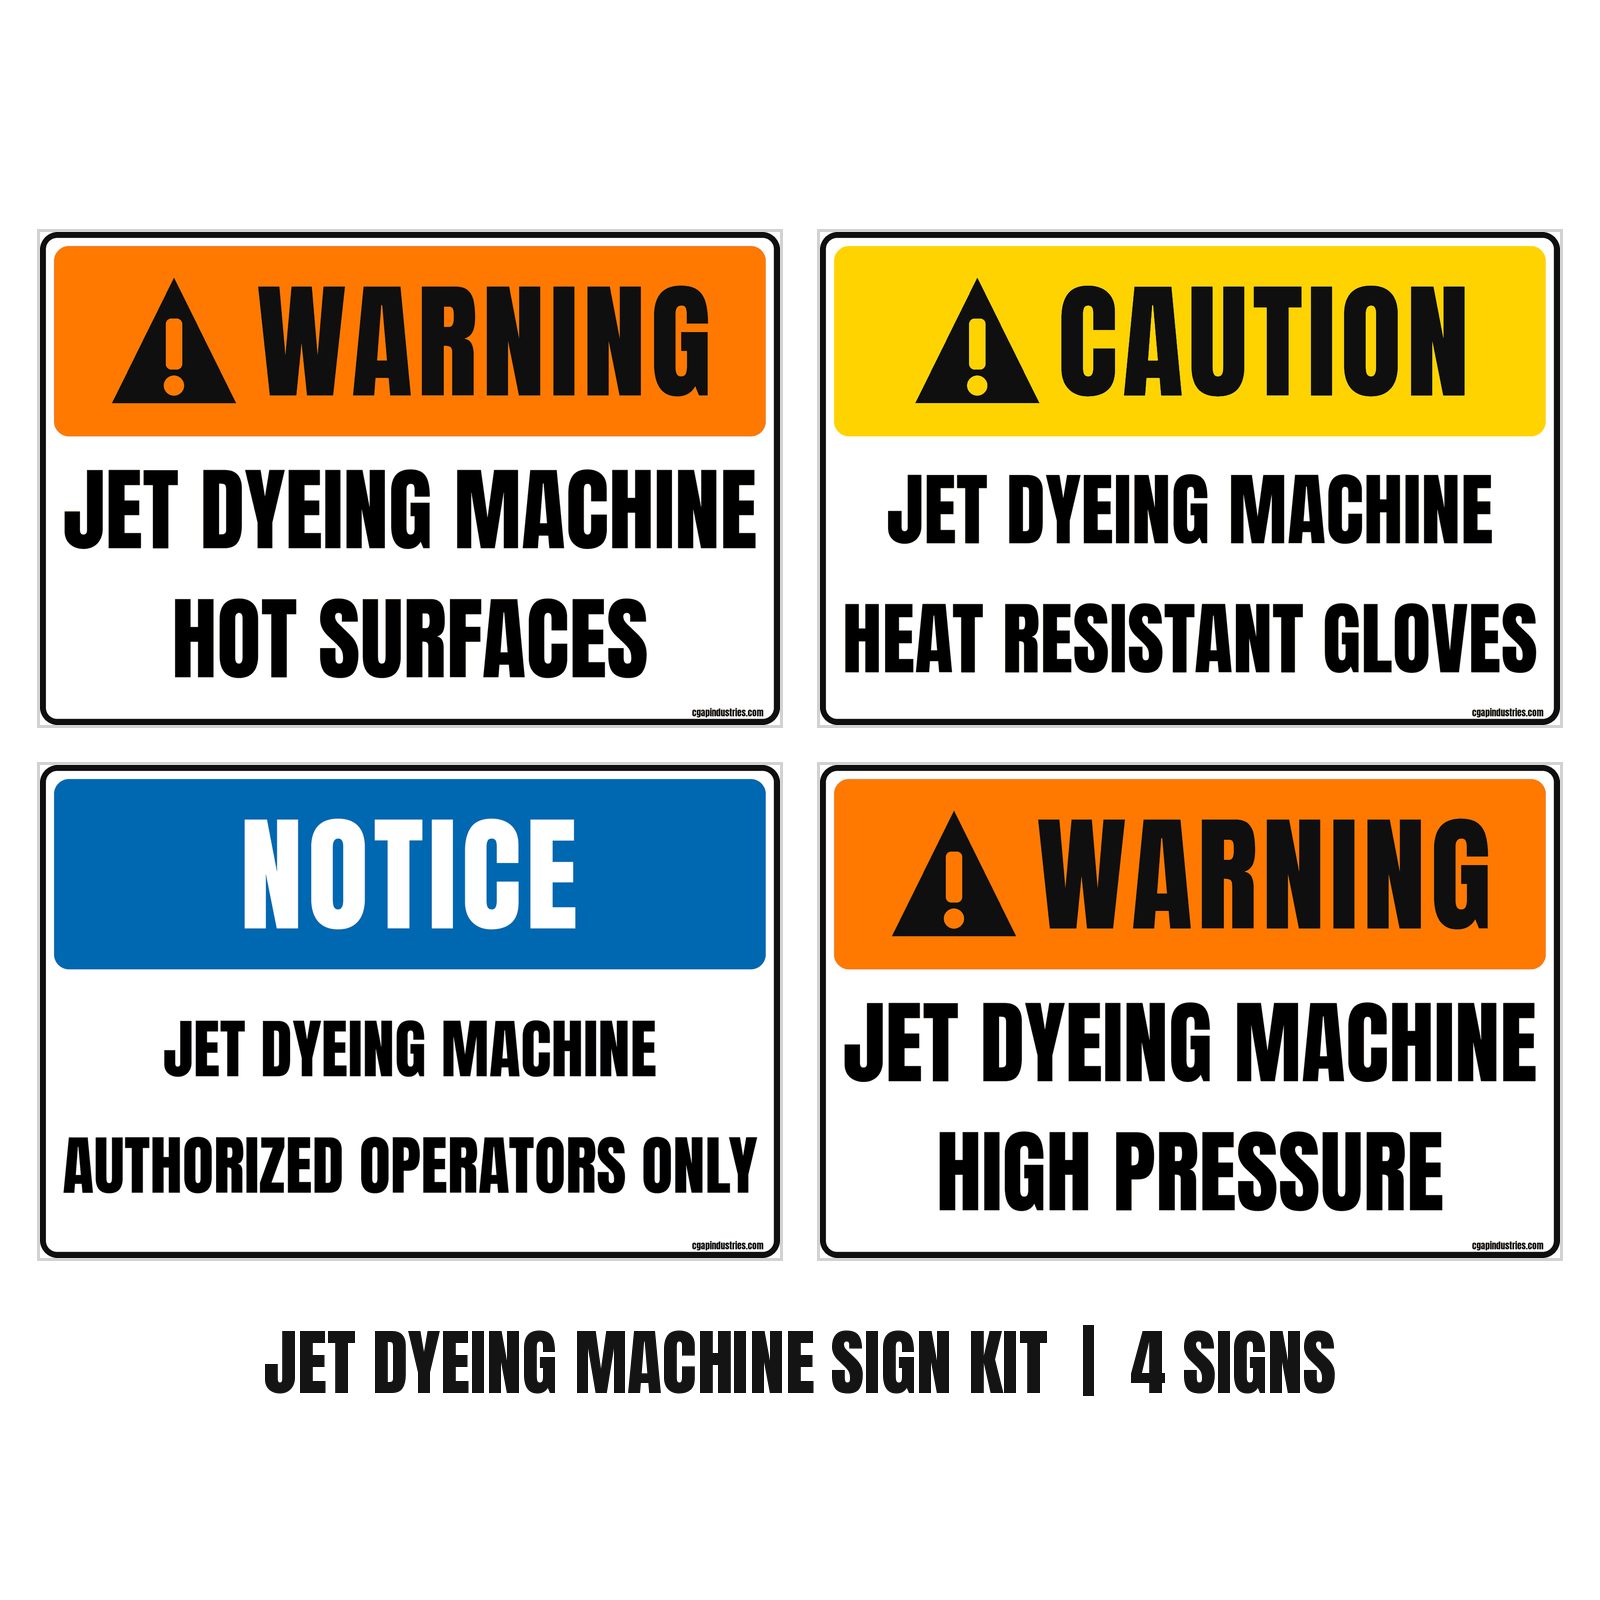 WARNING
JET DYEING MACHINE
HOT SURFACES
cgapindustries.com
CAUTION
JET DYEING MACHINE
HEAT RESISTANT GLOVES
cgapindustries.com
NOTICE
JET DYEING MACHINE
AUTHORIZED OPERATORS ONLY
cgapindustries.com
WARNING
JET DYEING MACHINE
HIGH PRESSURE
cgapindustries.com
JET DYEING MACHINE SIGN KIT | 4 SIGNS